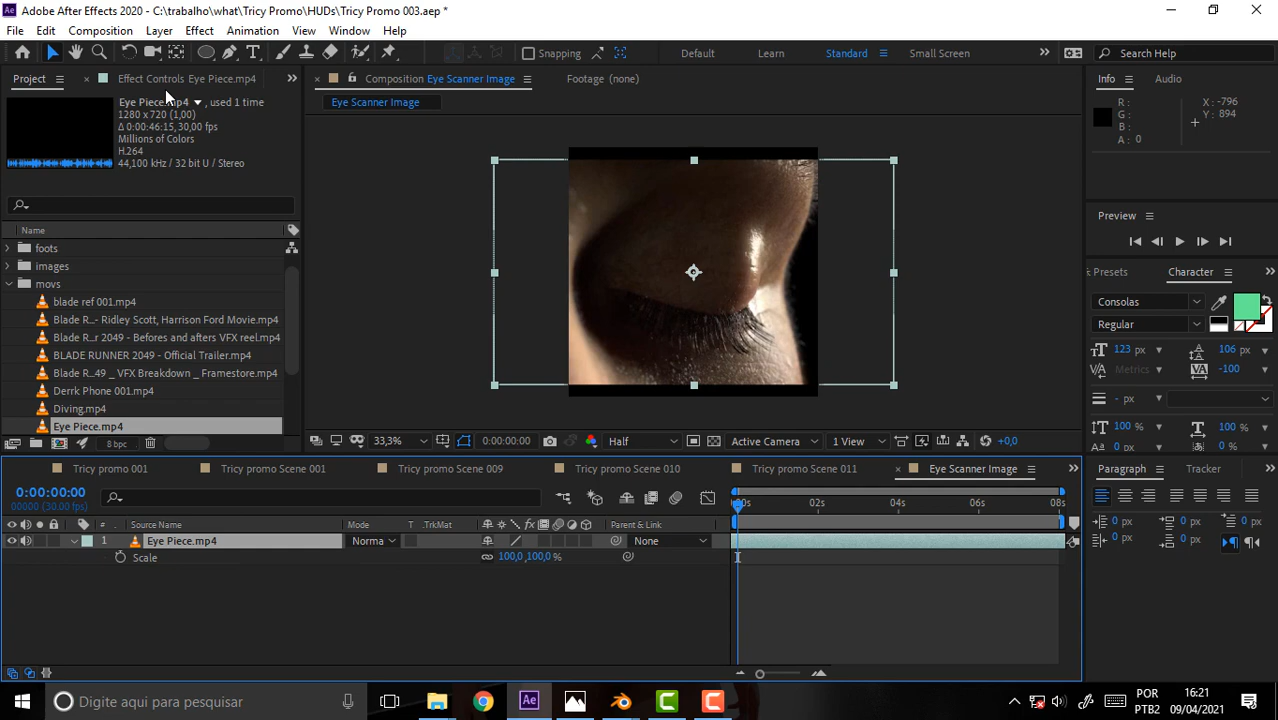 Adobe After Effects 2020 - C:\trabalho\what\Tricy Promo\HUDs\Tricy Promo 003.aep *
File Edit Composition Layer Effect Animation View Window Help
Snapping Default Learn Standard Small Screen Search Help
Project Effect Controls Eye Piece.mp4 Composition Eye Scanner Image Footage (none) Info Audio
Eye Piece.mp4 , used 1 time
1280 x 720 (1,00)
Δ 0:00:46:15, 30,00 fps
Millions of Colors
H.264
44,100 kHz / 32 bit U / Stereo
Eye Scanner Image
R :
G :
B :
A : 0
X : -796
Y : 894
Name
foots
images
movs
blade ref 001.mp4
Blade R...- Ridley Scott, Harrison Ford Movie.mp4
Blade R...r 2049 - Befores and afters VFX reel.mp4
BLADE RUNNER 2049 - Official Trailer.mp4
Blade R...49 _ VFX Breakdown _ Framestore.mp4
Derrk Phone 001.mp4
Diving.mp4
Eye Piece.mp4
8 bpc
33,3% 0:00:00:00 Half Active Camera 1 View +0,0
Preview
Presets Character
Consolas
Regular
123 px 106 px
Metrics -100
- px
100 % 100 %
0 px 0 %
Tricy promo 001 Tricy promo Scene 001 Tricy promo Scene 009 Tricy promo Scene 010 Tricy promo Scene 011 Eye Scanner Image
0:00:00:00
00000 (30.00 fps)
:00s 02s 04s 06s 08s
# Source Name Mode T .TrkMat Parent & Link
1 Eye Piece.mp4 Norma None
Scale 100,0,100,0 %
Paragraph Tracker
0 px 0 px 0 px
0 px 0 px
Digite aqui para pesquisar
POR
PTB2
16:21
09/04/2021